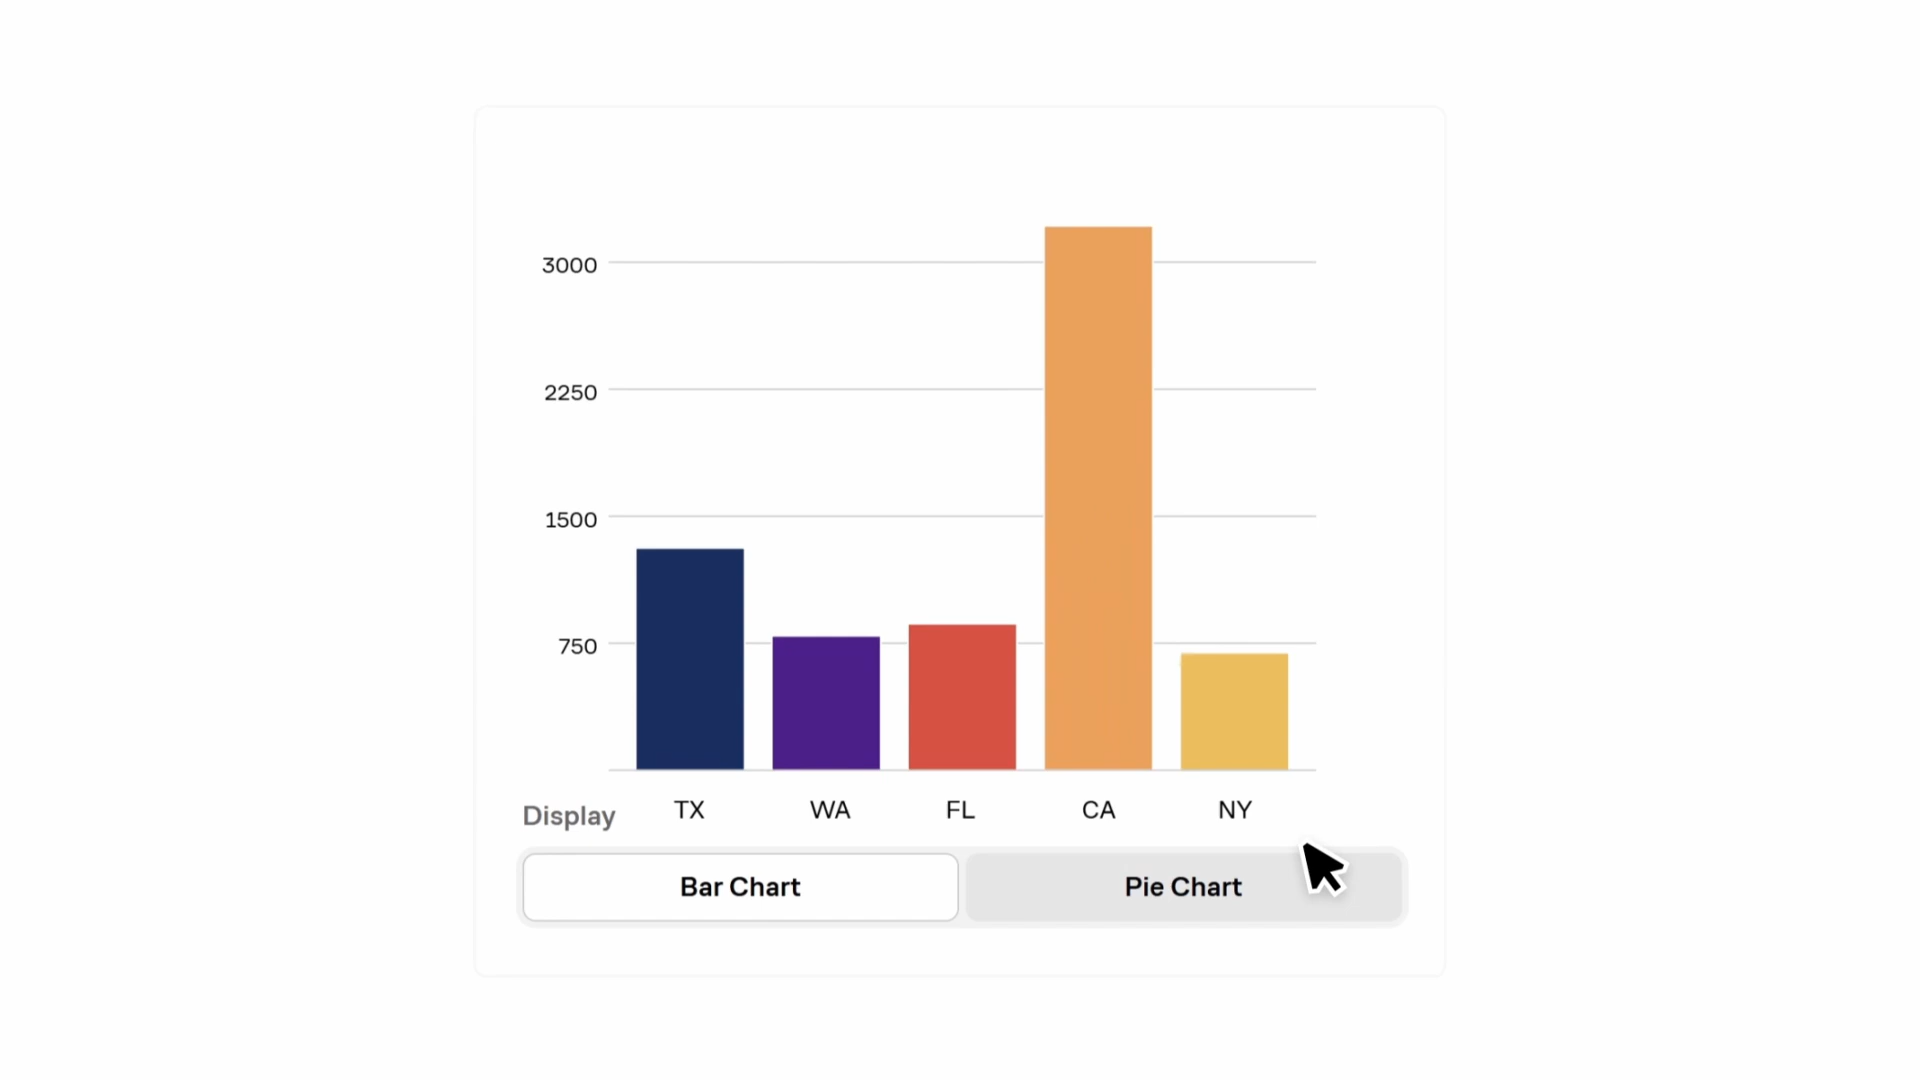 3000
2250
1500
750
TX WA FL CA NY
Display
Bar Chart Pie Chart